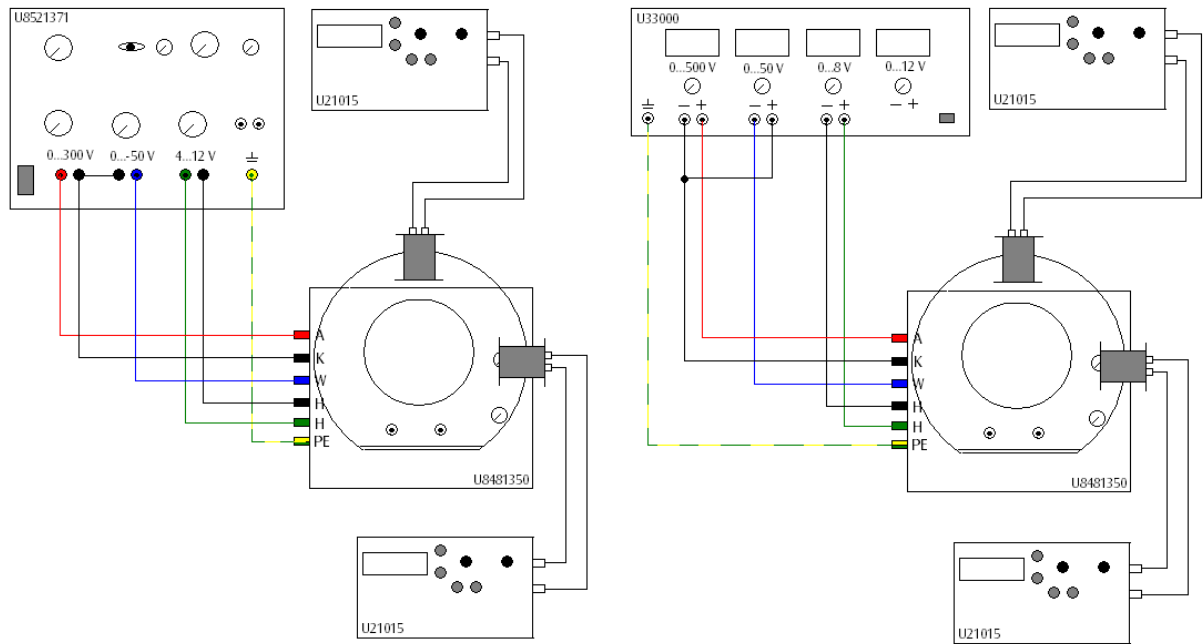 U8521371
0...300 V 0...-50 V 4...12 V
U21015
A
K
W
H
H
PE
U8481350
U21015
U33000
0...500 V 0...50 V 0...8 V 0...12 V
− + − + − + − +
U21015
A
K
W
H
H
PE
U8481350
U21015